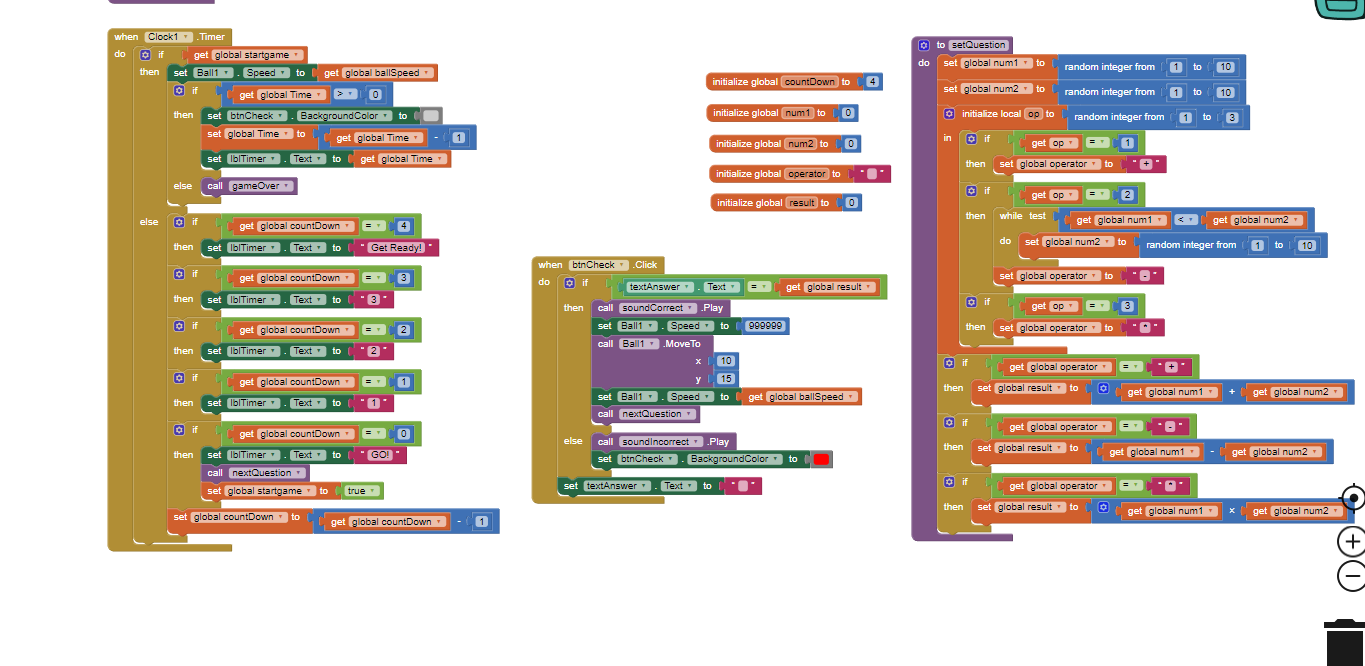 when Clock1 .Timer
do if get global startgame
then set Ball1 . Speed to get global ballSpeed
if get global Time > 0
then set btnCheck . BackgroundColor to
set global Time to get global Time - 1
set lblTimer . Text to get global Time
else call gameOver
else if get global countDown = 4
then set lblTimer . Text to " Get Ready! "
if get global countDown = 3
then set lblTimer . Text to " 3 "
if get global countDown = 2
then set lblTimer . Text to " 2 "
if get global countDown = 1
then set lblTimer . Text to " 1 "
if get global countDown = 0
then set lblTimer . Text to " GO! "
call nextQuestion
set global startgame to true
set global countDown to get global countDown - 1
initialize global countDown to 4
initialize global num1 to 0
initialize global num2 to 0
initialize global operator to " "
initialize global result to 0
when btnCheck .Click
do if textAnswer . Text = get global result
then call soundCorrect .Play
set Ball1 . Speed to 999999
call Ball1 .MoveTo
x 10
y 15
set Ball1 . Speed to get global ballSpeed
call nextQuestion
else call soundIncorrect .Play
set btnCheck . BackgroundColor to
set textAnswer . Text to " "
to setQuestion
do set global num1 to random integer from 1 to 10
set global num2 to random integer from 1 to 10
initialize local op to random integer from 1 to 3
in if get op = 1
then set global operator to " + "
if get op = 2
then while test get global num1 < get global num2
do set global num2 to random integer from 1 to 10
set global operator to " - "
if get op = 3
then set global operator to " * "
if get global operator = " + "
then set global result to get global num1 + get global num2
if get global operator = " - "
then set global result to get global num1 - get global num2
if get global operator = " * "
then set global result to get global num1 × get global num2